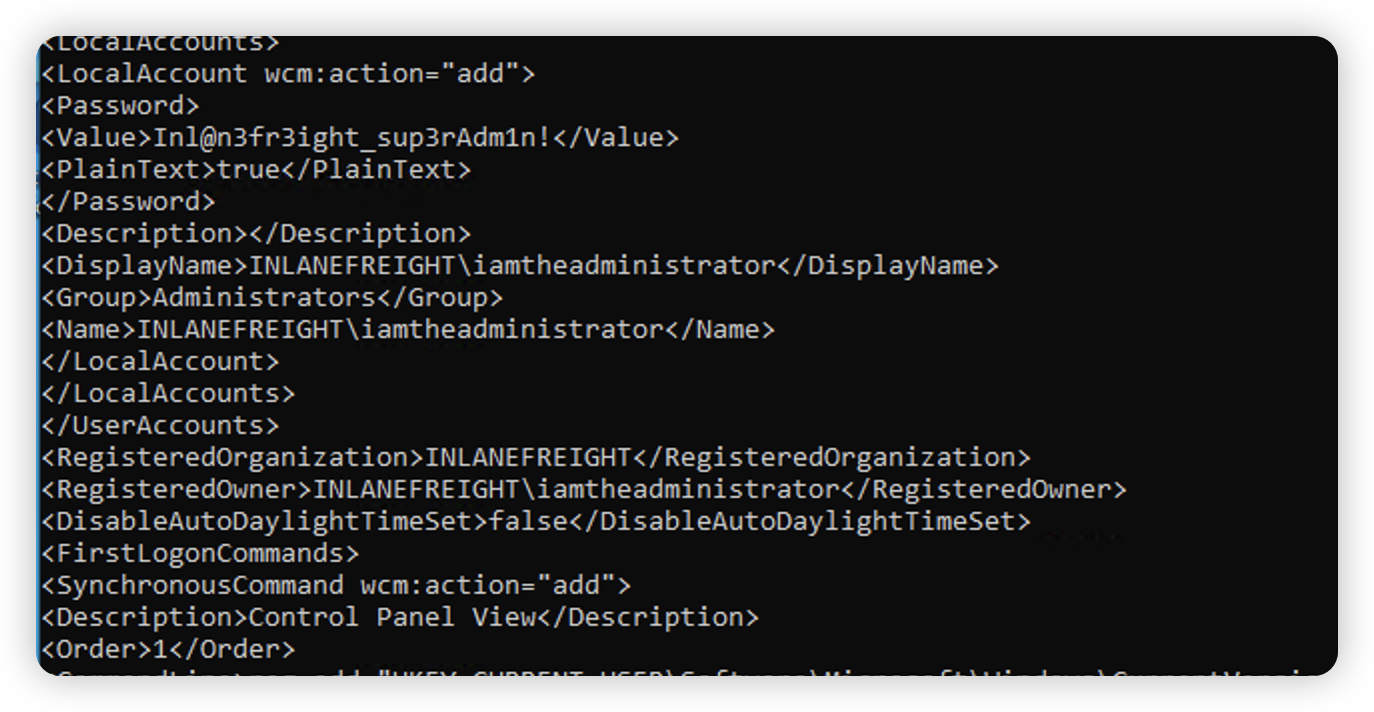 <LocalAccounts>
<LocalAccount wcm:action="add">
<Password>
<Value>Inl@n3fr3ight_sup3rAdm1n!</Value>
<PlainText>true</PlainText>
</Password>
<Description></Description>
<DisplayName>INLANEFREIGHT\iamtheadministrator</DisplayName>
<Group>Administrators</Group>
<Name>INLANEFREIGHT\iamtheadministrator</Name>
</LocalAccount>
</LocalAccounts>
</UserAccounts>
<RegisteredOrganization>INLANEFREIGHT</RegisteredOrganization>
<RegisteredOwner>INLANEFREIGHT\iamtheadministrator</RegisteredOwner>
<DisableAutoDaylightTimeSet>false</DisableAutoDaylightTimeSet>
<FirstLogonCommands>
<SynchronousCommand wcm:action="add">
<Description>Control Panel View</Description>
<Order>1</Order>